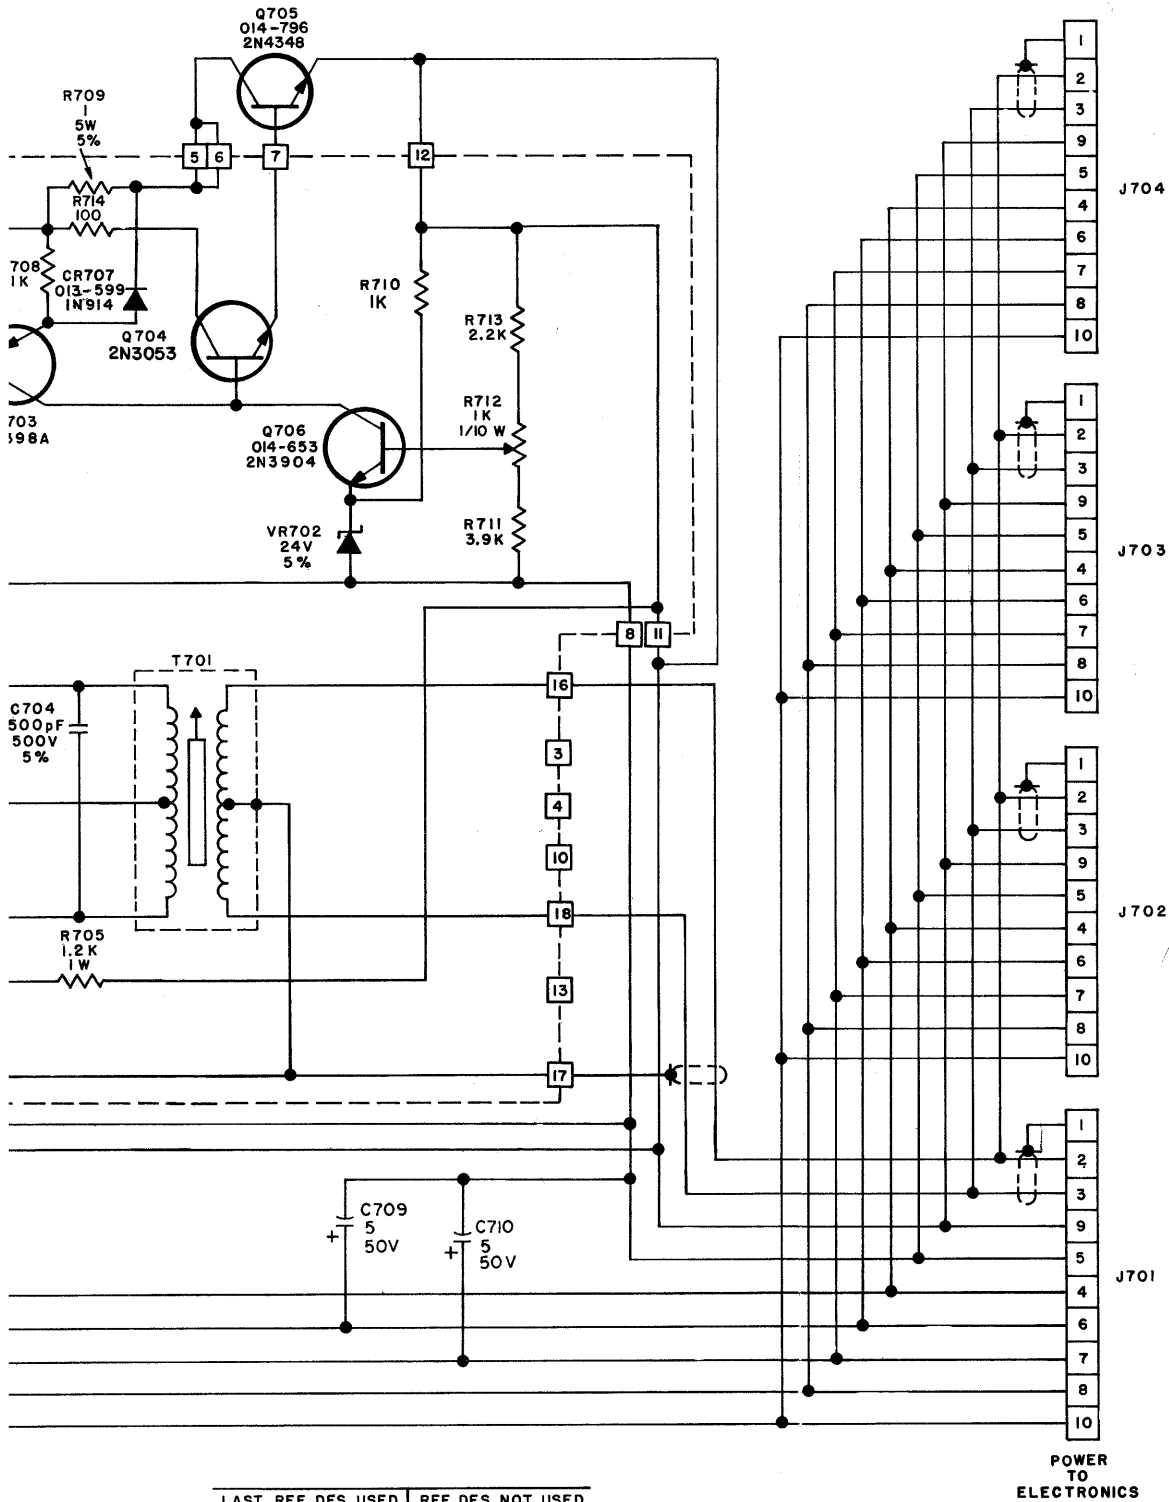 Q705
014-796
2N4348
R709
1
5W
5%
5
6
7
12
R714
100
708
1K
CR707
013-599
1N914
Q704
2N3053
R710
1K
R713
2.2K
703
398A
Q706
014-653
2N3904
R712
1K
1/10 W
VR702
24V
5%
R711
3.9K
8
11
T701
16
C704
500pF
500V
5%
3
4
10
18
R705
1.2K
1W
13
17
C709
5
50V
+
C710
5
50V
+
1
2
3
9
5
4
6
7
8
10
J704
1
2
3
9
5
4
6
7
8
10
J703
1
2
3
9
5
4
6
7
8
10
J702
1
2
3
9
5
4
6
7
8
10
J701
POWER
TO
ELECTRONICS
LAST REF DES USED
REF DES NOT USED